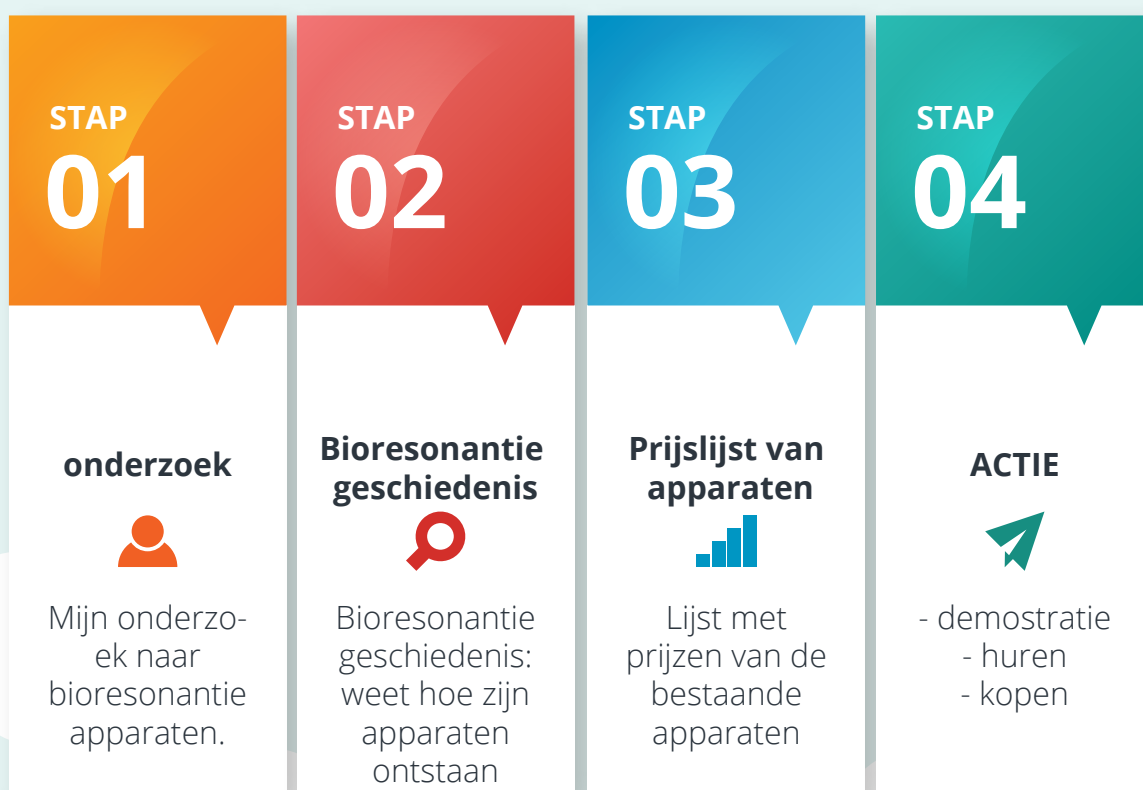 STAP
01
onderzoek
Mijn onderzo-
ek naar
bioresonantie
apparaten.
STAP
02
Bioresonantie
geschiedenis
Bioresonantie
geschiedenis:
weet hoe zijn
apparaten
ontstaan
STAP
03
Prijslijst van
apparaten
Lijst met
prijzen van de
bestaande
apparaten
STAP
04
ACTIE
- demostratie
- huren
- kopen